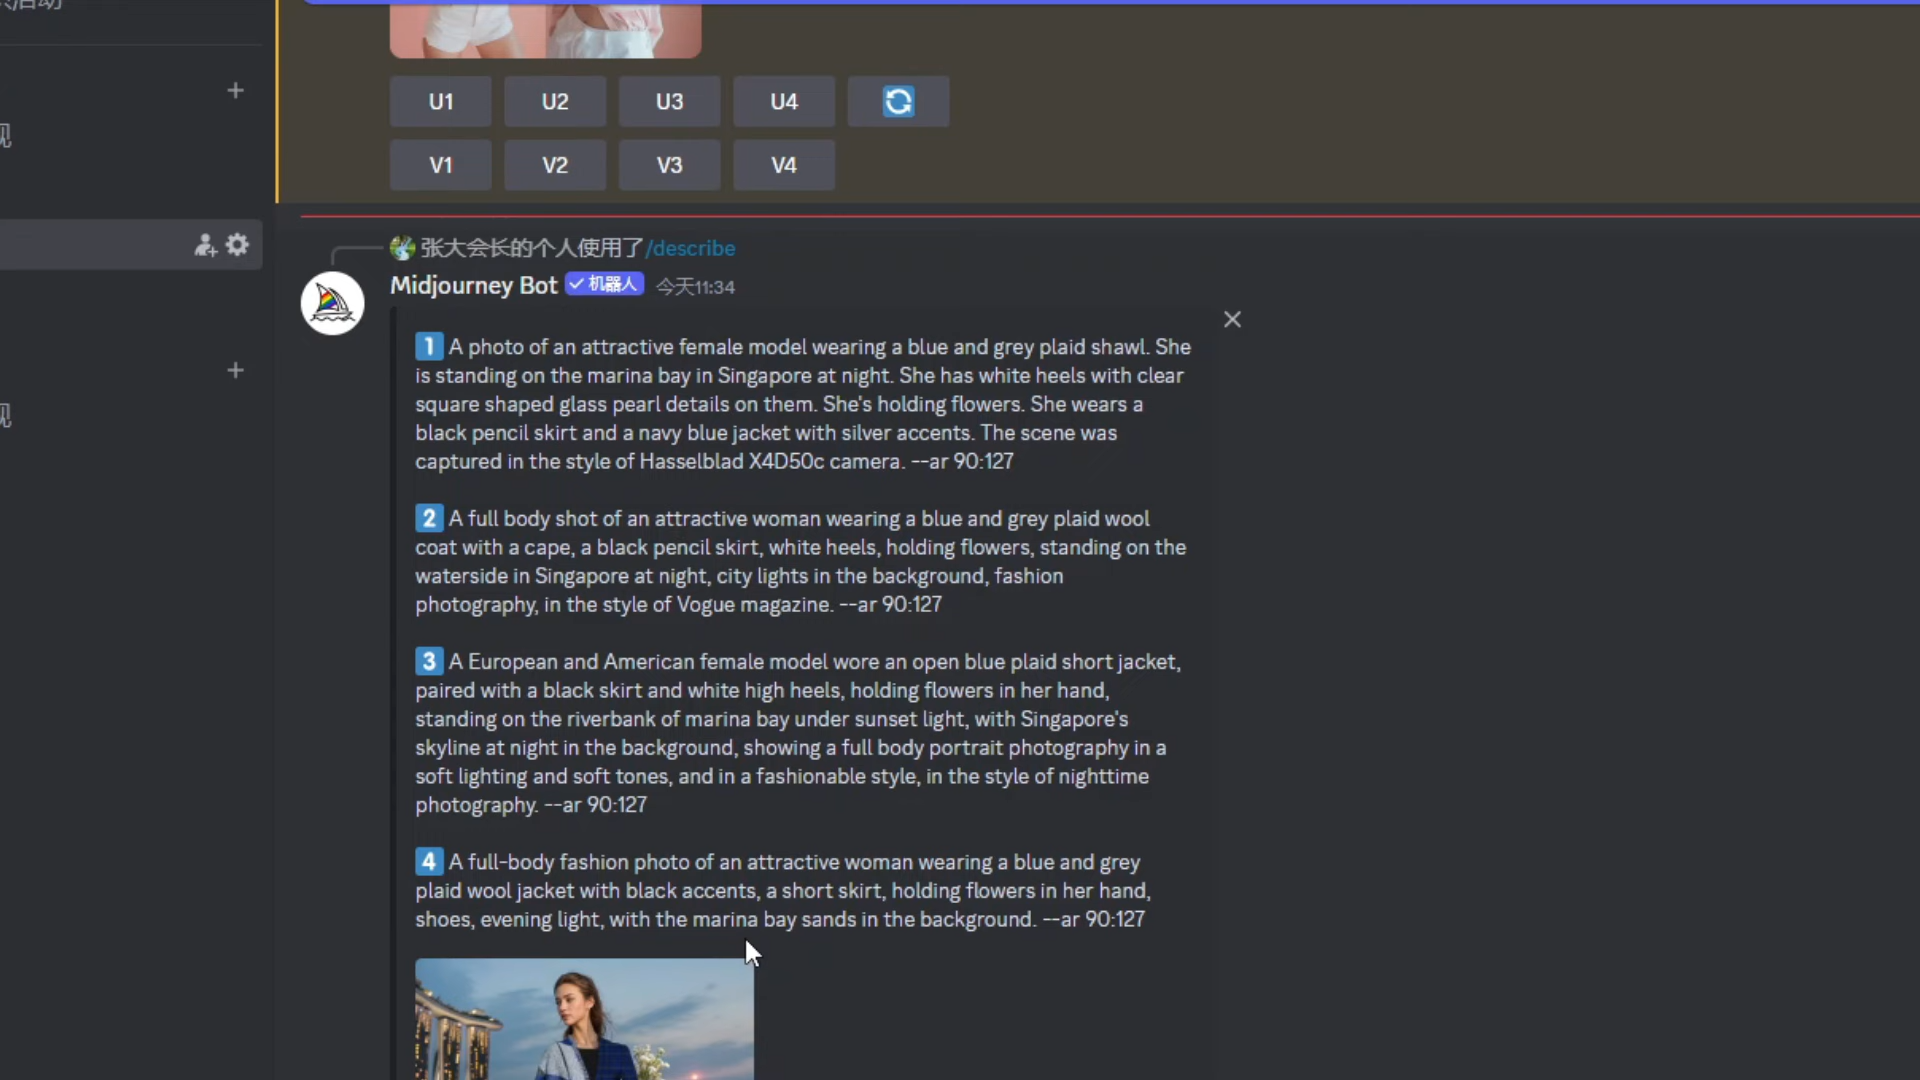 U1 U2 U3 U4
V1 V2 V3 V4
张大会长的个人使用了/describe
Midjourney Bot 机器人 今天11:34
1 A photo of an attractive female model wearing a blue and grey plaid shawl. She
is standing on the marina bay in Singapore at night. She has white heels with clear
square shaped glass pearl details on them. She's holding flowers. She wears a
black pencil skirt and a navy blue jacket with silver accents. The scene was
captured in the style of Hasselblad X4D50c camera. --ar 90:127
2 A full body shot of an attractive woman wearing a blue and grey plaid wool
coat with a cape, a black pencil skirt, white heels, holding flowers, standing on the
waterside in Singapore at night, city lights in the background, fashion
photography, in the style of Vogue magazine. --ar 90:127
3 A European and American female model wore an open blue plaid short jacket,
paired with a black skirt and white high heels, holding flowers in her hand,
standing on the riverbank of marina bay under sunset light, with Singapore's
skyline at night in the background, showing a full body portrait photography in a
soft lighting and soft tones, and in a fashionable style, in the style of nighttime
photography. --ar 90:127
4 A full-body fashion photo of an attractive woman wearing a blue and grey
plaid wool jacket with black accents, a short skirt, holding flowers in her hand,
shoes, evening light, with the marina bay sands in the background. --ar 90:127